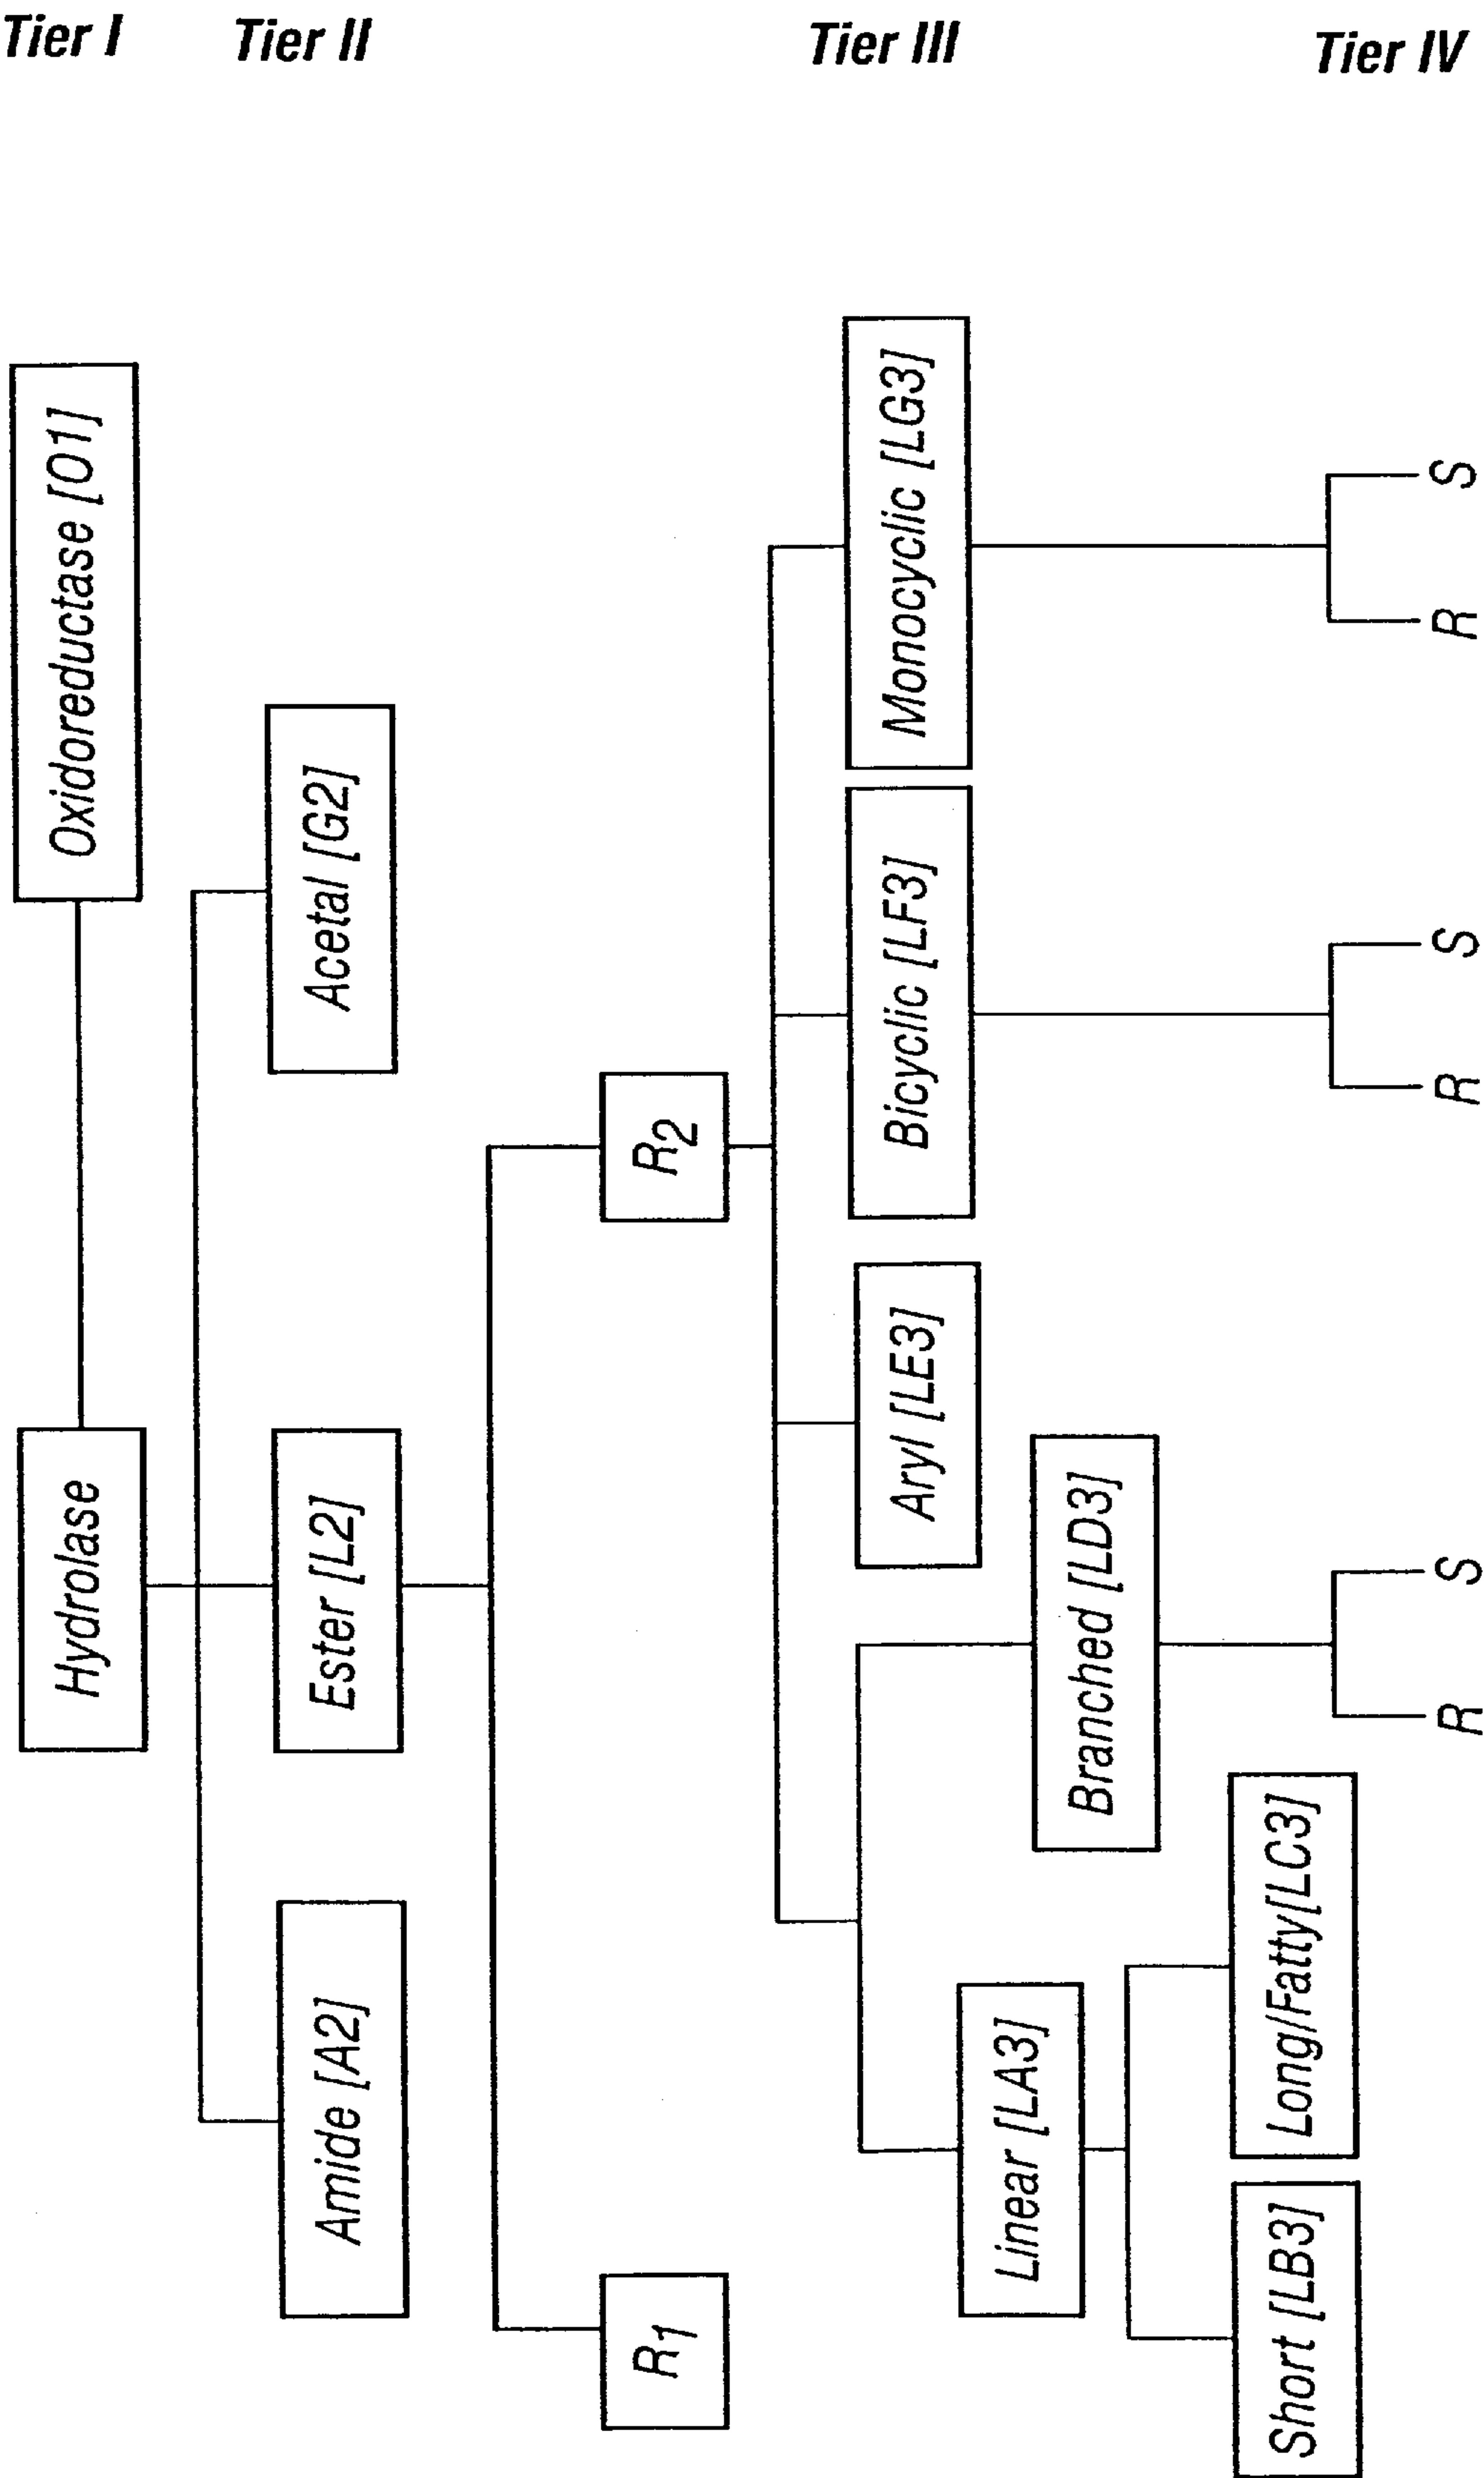 Tier I
Hydrolase
Oxidoreductase [O1]
Tier II
Amide [A2]
Ester [L2]
Acetal [G2]
R1
R2
Tier III
Aryl [LE3]
Bicyclic [LF3]
Monocyclic [LG3]
Linear [LA3]
Branched [LD3]
Short [LB3]
Long/Fatty[LC3]
Tier IV
R
S
R
S
R
S